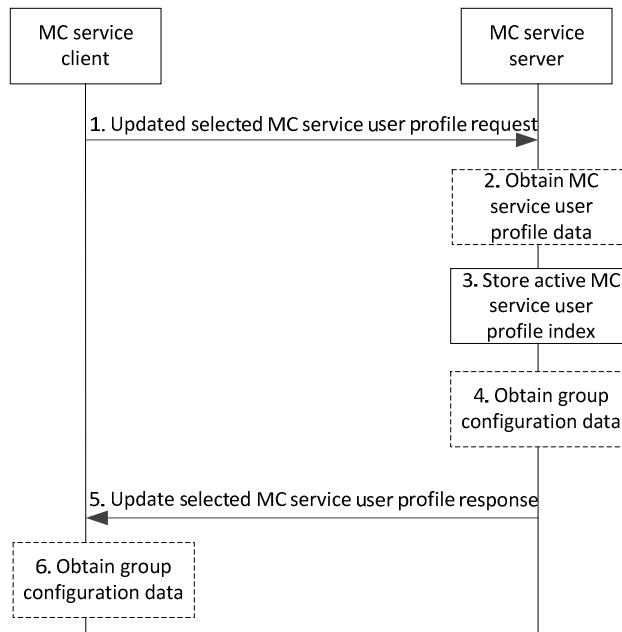 MC service
client
MC service
server
1. Updated selected MC service user profile request
2. Obtain MC
service user
profile data
3. Store active MC
service user
profile index
4. Obtain group
configuration data
5. Update selected MC service user profile response
6. Obtain group
configuration data